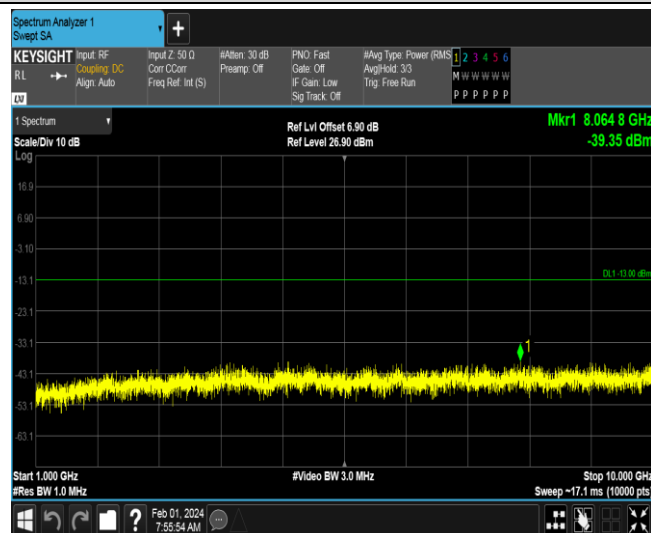 Spectrum Analyzer 1
Swept SA
KEYSIGHT
RL
LXI
Input: RF
Coupling: DC
Align: Auto
Input Z: 50 Ω
Corr CCorr
Freq Ref: Int (S)
#Atten: 30 dB
Preamp: Off
PNO: Fast
Gate: Off
IF Gain: Low
Sig Track: Off
#Avg Type: Power (RMS
Avg|Hold: 3/3
Trig: Free Run
1 2 3 4 5 6
M W W W W W
P P P P P P
1 Spectrum
Scale/Div 10 dB
Log
Ref Lvl Offset 6.90 dB
Ref Level 26.90 dBm
Mkr1 8.064 8 GHz
-39.35 dBm
16.9
6.90
-3.10
-13.1
DL1 -13.00 dBm
-23.1
-33.1
1
-43.1
-53.1
-63.1
Start 1.000 GHz
#Res BW 1.0 MHz
#Video BW 3.0 MHz
Stop 10.000 GHz
Sweep ~17.1 ms (10000 pts)
?
Feb 01, 2024
7:55:54 AM